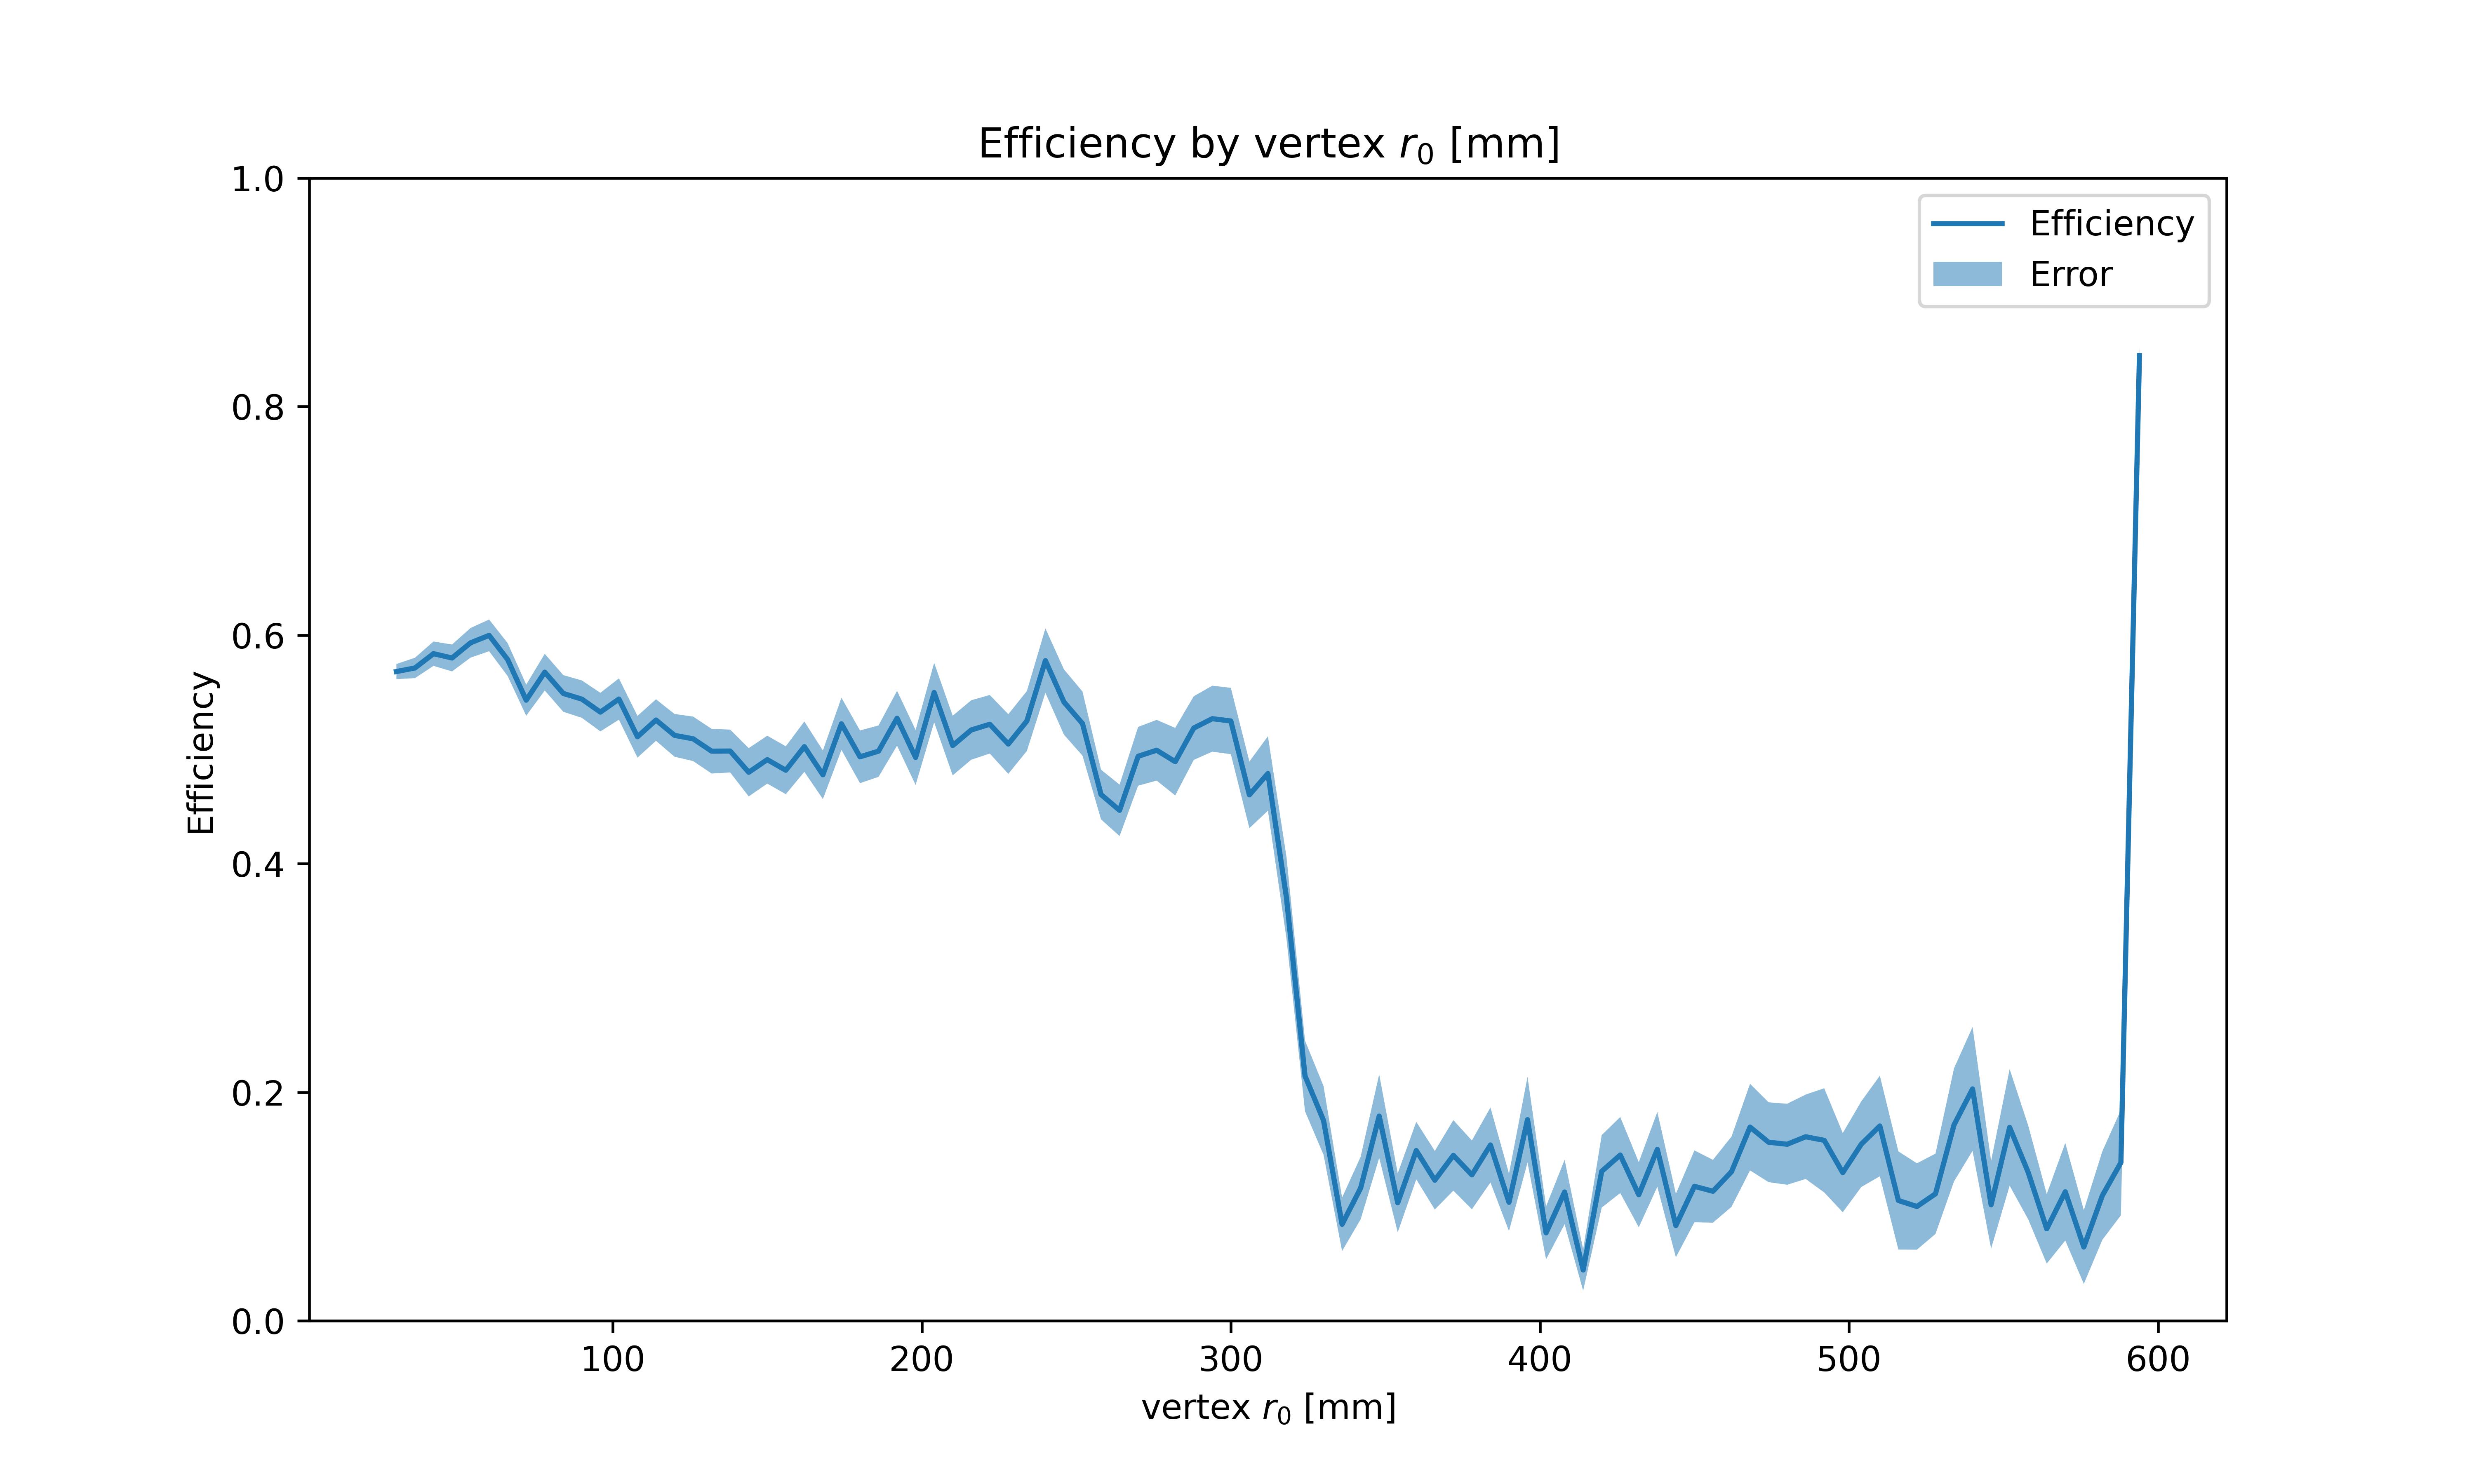 Efficiency by vertex r₀ [mm]
1.0
0.8
0.6
0.4
0.2
0.0
Efficiency
Efficiency
Error
100 200 300 400 500 600
vertex r₀ [mm]